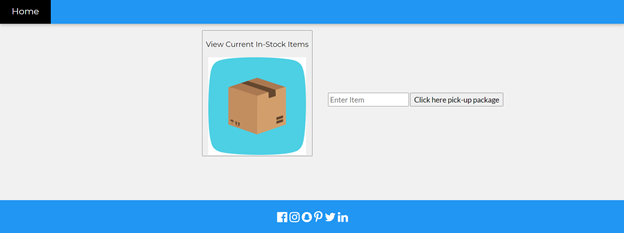 Home
View Current In-Stock Items
Enter Item
Click here pick-up package